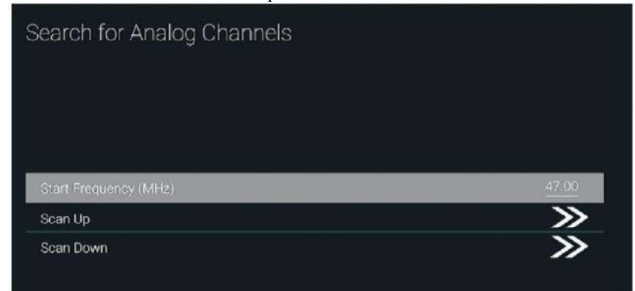 Search for Analog Channels
Start Frequency (MHz) 47.00
Scan Up
Scan Down